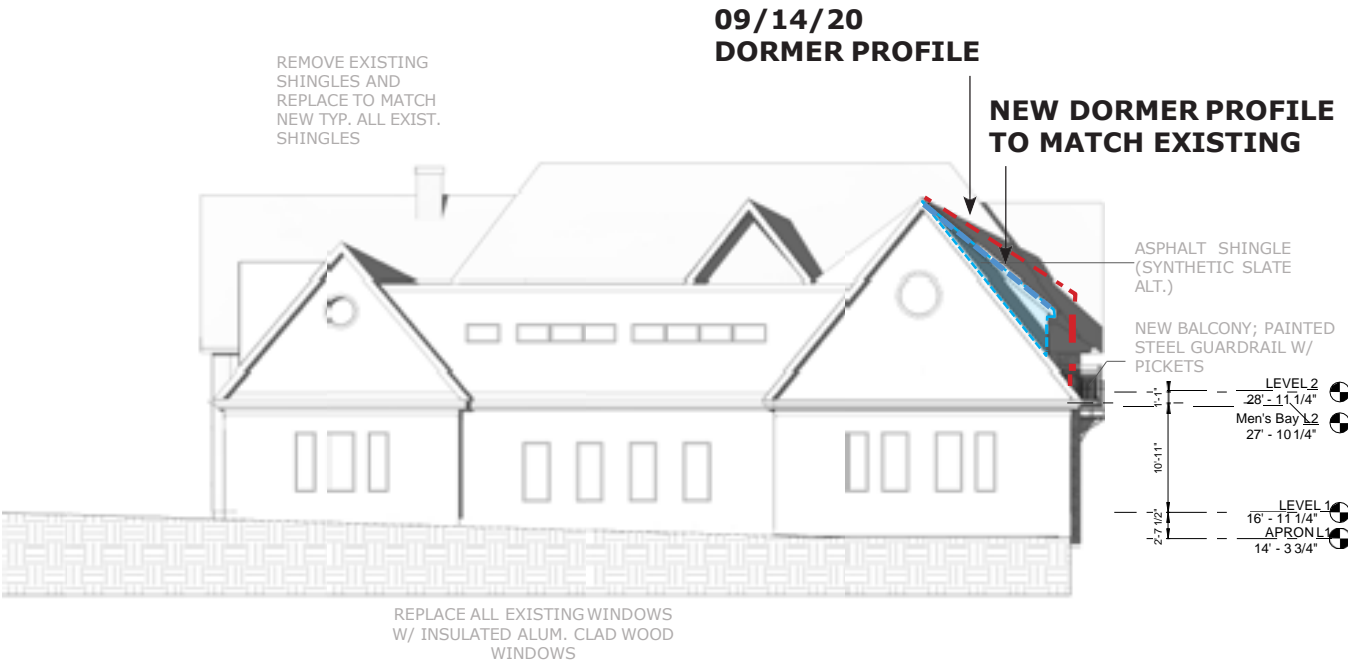 09/14/20
DORMER PROFILE
REMOVE EXISTING
SHINGLES AND
REPLACE TO MATCH
NEW TYP. ALL EXIST.
SHINGLES
NEW DORMER PROFILE
TO MATCH EXISTING
ASPHALT SHINGLE
(SYNTHETIC SLATE
ALT.)
NEW BALCONY; PAINTED
STEEL GUARDRAIL W/
PICKETS
LEVEL 2
28' - 11 1/4"
1'-1"
Men's Bay L2
27' - 10 1/4"
10'-11"
LEVEL 1
16' - 11 1/4"
2'-7 1/2"
APRON L1
14' - 3 3/4"
REPLACE ALL EXISTING WINDOWS
W/ INSULATED ALUM. CLAD WOOD
WINDOWS